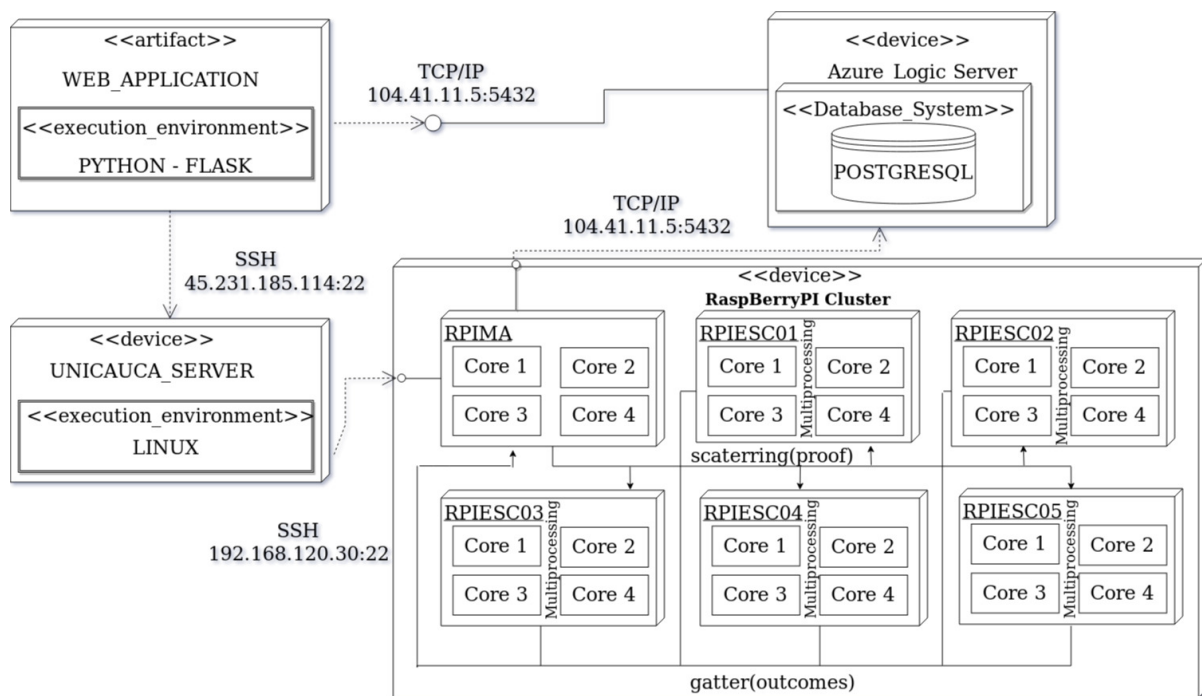 <<artifact>>
WEB_APPLICATION
<<execution_environment>>
PYTHON - FLASK
TCP/IP
104.41.11.5:5432
<<device>>
Azure Logic Server
<<Database_System>>
POSTGRESQL
TCP/IP
104.41.11.5:5432
SSH
45.231.185.114:22
<<device>>
UNICAUCA_SERVER
<<execution_environment>>
LINUX
SSH
192.168.120.30:22
<<device>>
RaspBerryPI Cluster
RPIMA
Core 1
Core 2
Core 3
Core 4
RPIESC01
Core 1
Core 2
Core 3
Core 4
Multiprocessing
RPIESC02
Core 1
Core 2
Core 3
Core 4
Multiprocessing
scaterring(proof)
RPIESC03
Core 1
Core 2
Core 3
Core 4
Multiprocessing
RPIESC04
Core 1
Core 2
Core 3
Core 4
Multiprocessing
RPIESC05
Core 1
Core 2
Core 3
Core 4
Multiprocessing
gatter(outcomes)